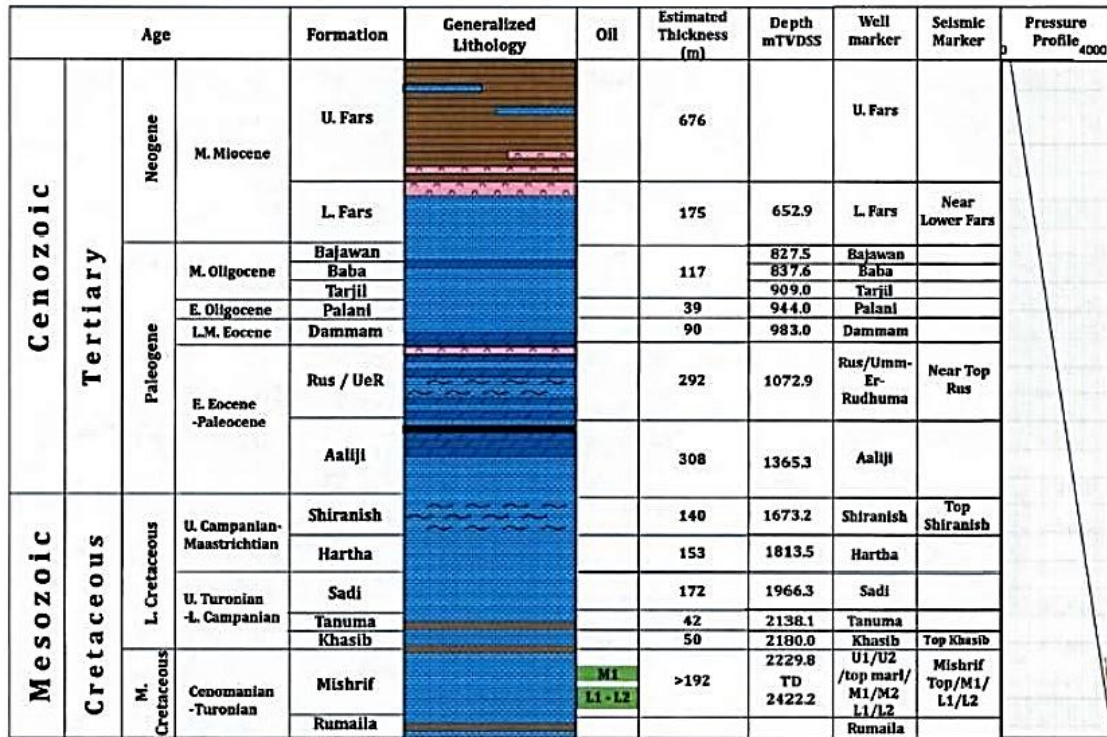 Age
Formation
Generalized
Lithology
Oil
Estimated
Thickness
(m)
Depth
mTVDSS
Well
marker
Seismic
Marker
Pressure
Profile
0
4000
Cenozoic
Tertiary
Neogene
M. Miocene
U. Fars
676
U. Fars
L. Fars
175
652.9
L. Fars
Near
Lower Fars
Paleogene
M. Oligocene
Bajawan
117
827.5
Bajawan
Baba
837.6
Baba
Tarjil
909.0
Tarjil
E. Oligocene
Palani
39
944.0
Palani
L.M. Eocene
Dammam
90
983.0
Dammam
E. Eocene
-Paleocene
Rus / UeR
292
1072.9
Rus/Umm-
Er-
Rudhuma
Near Top
Rus
Aaliji
308
1365.3
Aaliji
Mesozoic
Cretaceous
L. Cretaceous
U. Campanian-
Maastrichtian
Shiranish
140
1673.2
Shiranish
Top
Shiranish
Hartha
153
1813.5
Hartha
U. Turonian
-L. Campanian
Sadi
172
1966.3
Sadi
Tanuma
42
2138.1
Tanuma
Khasib
50
2180.0
Khasib
Top Khasib
M.
Cretaceous
Cenomanian
-Turonian
Mishrif
M1
L1 - L2
>192
2229.8
TD
2422.2
U1/U2
/top marl/
M1/M2
L1/L2
Mishrif
Top/M1/
L1/L2
Rumaila
Rumaila